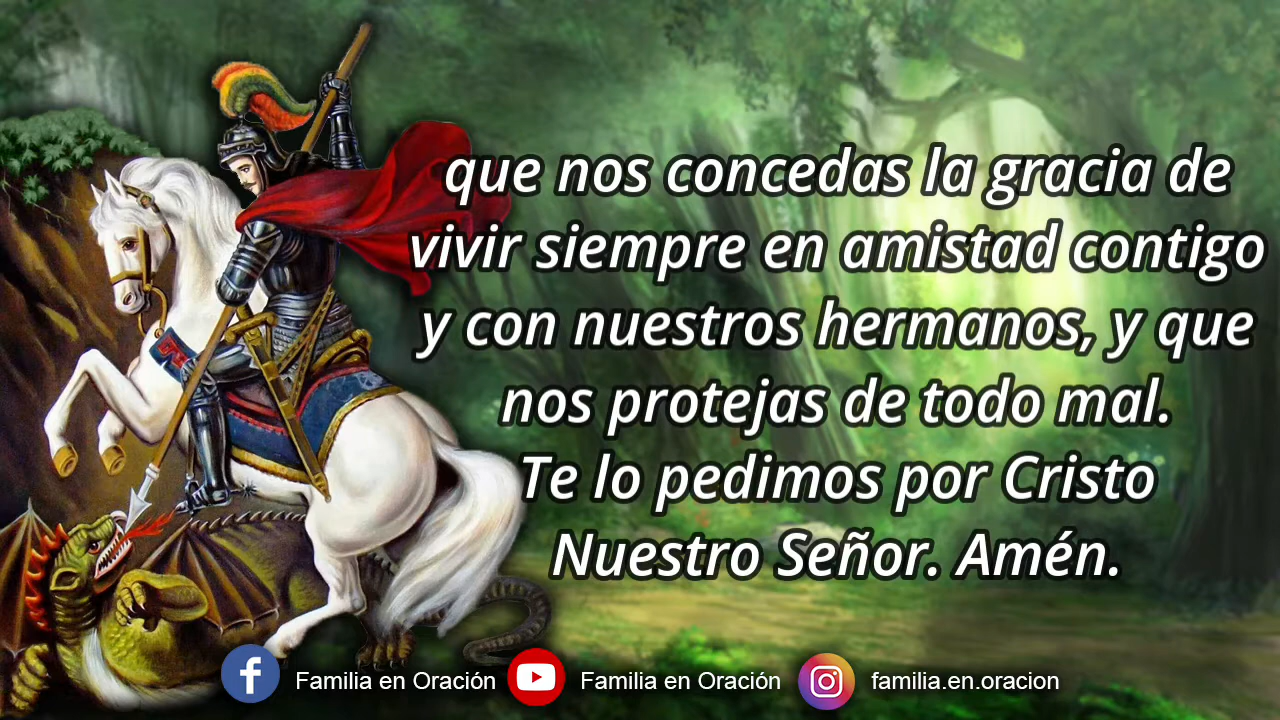 que nos concedas la gracia de
vivir siempre en amistad contigo
y con nuestros hermanos, y que
nos protejas de todo mal.
Te lo pedimos por Cristo
Nuestro Señor. Amén.
Familia en Oración Familia en Oración familia.en.oracion